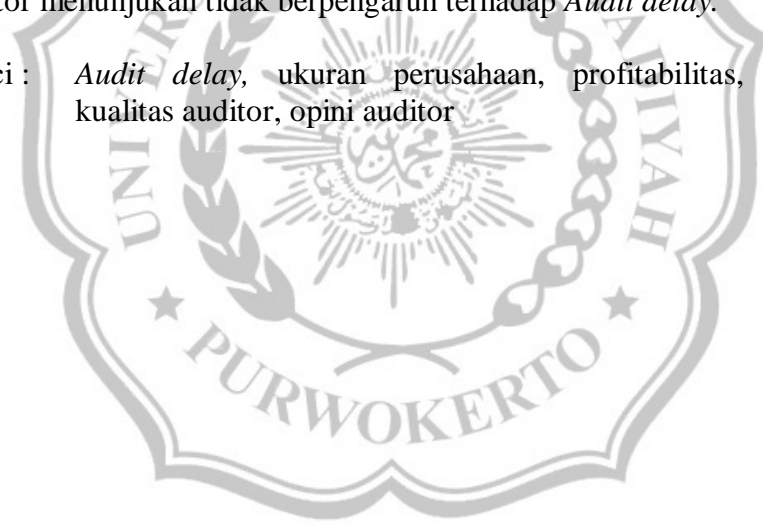 tor menunjukan tidak berpengaruh terhadap Audit delay.
ci : Audit delay, ukuran perusahaan, profitabilitas,
kualitas auditor, opini auditor
PURWOKERTO